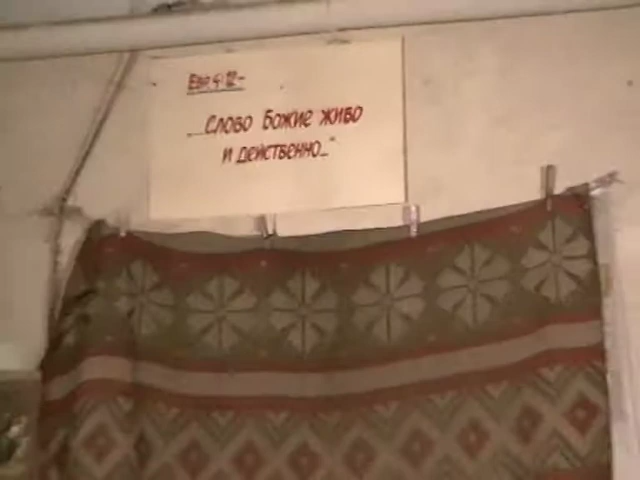 Евр. 4:12-
„Слово Божие живо
и действенно..."